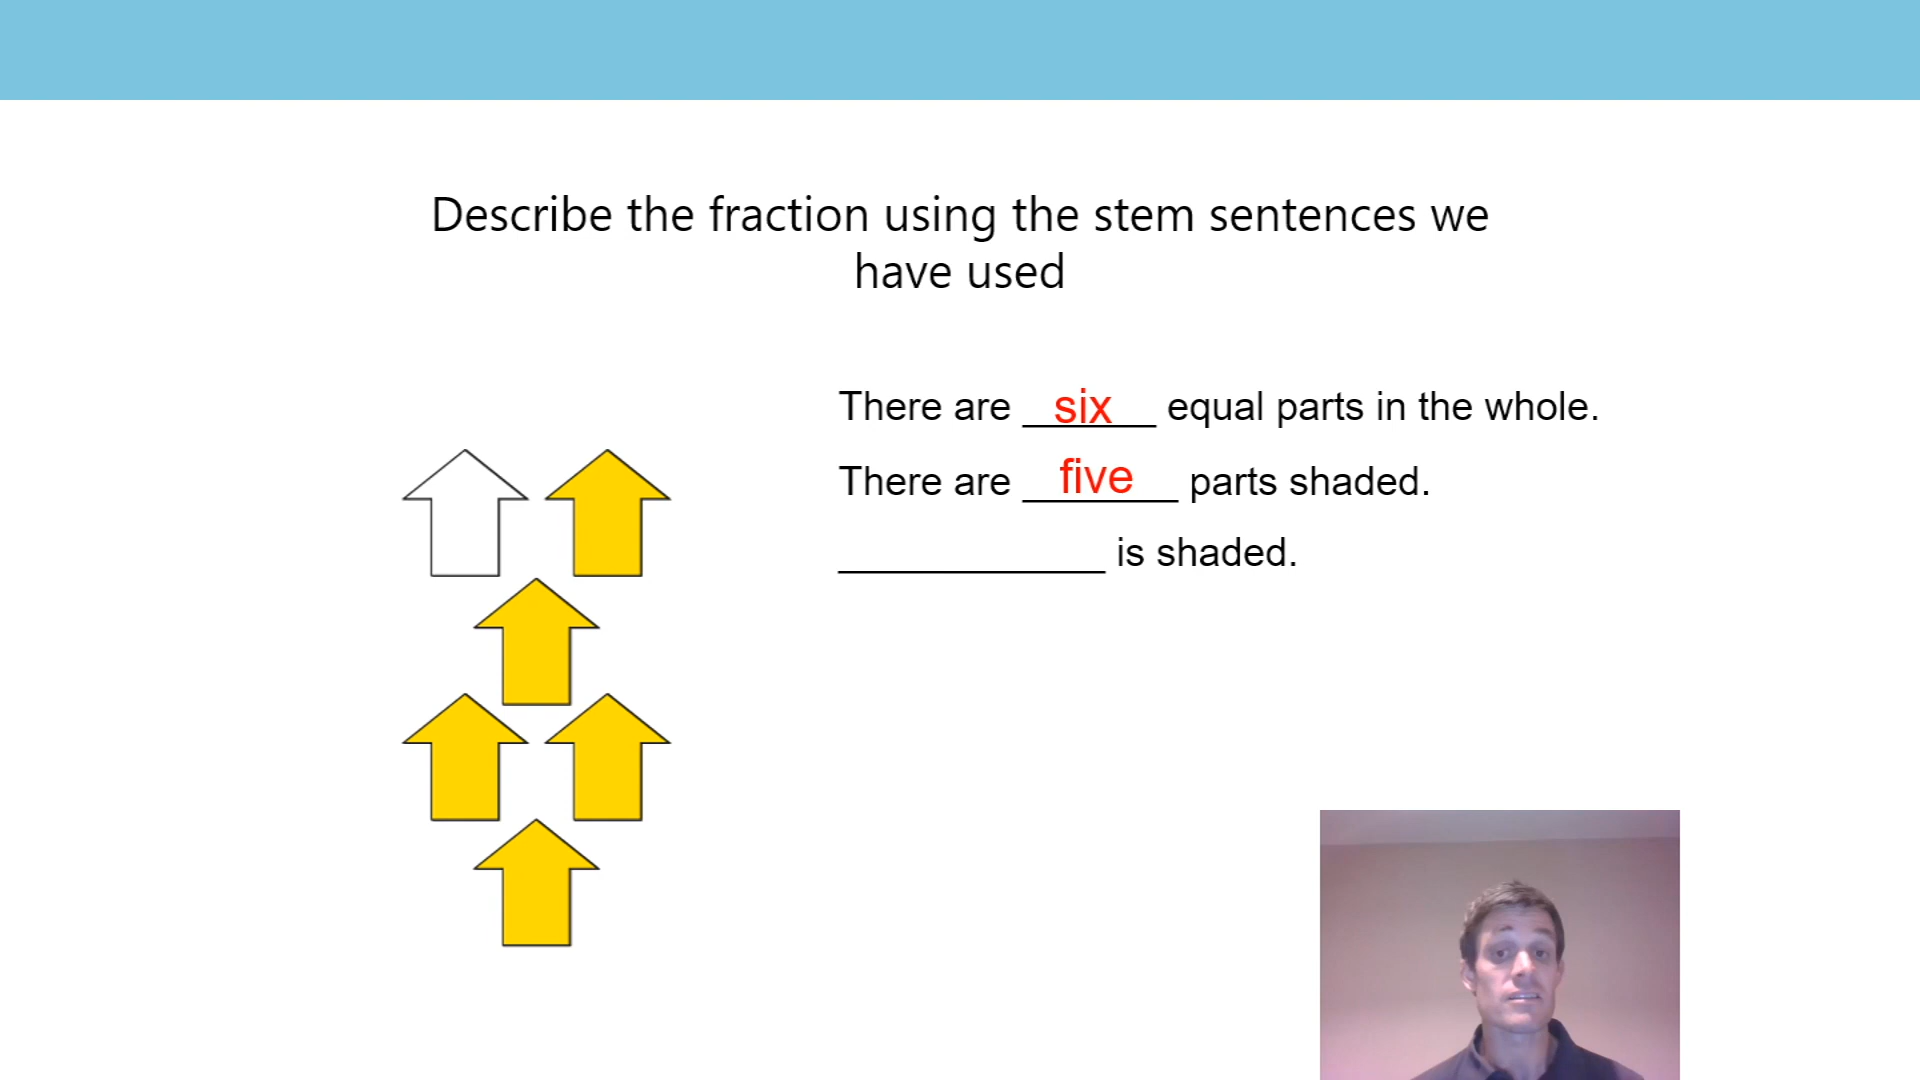 Describe the fraction using the stem sentences we
have used
There are six equal parts in the whole.
There are five parts shaded.
____________ is shaded.